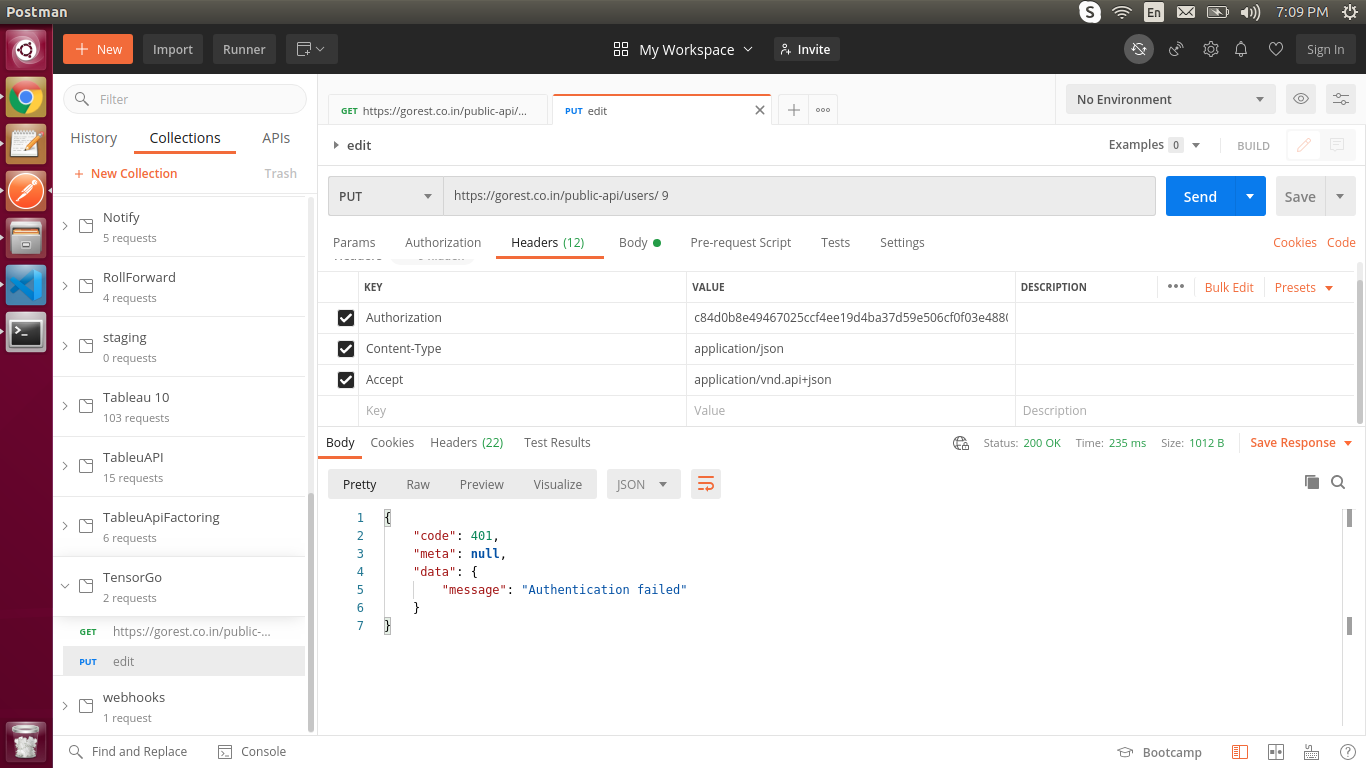 Postman
En
7:09 PM
New
Import
Runner
My Workspace
Invite
Sign In
Filter
History
Collections
APIs
+ New Collection
Trash
Notify
5 requests
RollForward
4 requests
staging
0 requests
Tableau 10
103 requests
TableuAPI
15 requests
TableuApiFactoring
6 requests
TensorGo
2 requests
GET https://gorest.co.in/public-...
PUT edit
webhooks
1 request
GET https://gorest.co.in/public-api/...
PUT edit
No Environment
edit
Examples 0
BUILD
PUT
https://gorest.co.in/public-api/users/ 9
Send
Save
Params
Authorization
Headers (12)
Body
Pre-request Script
Tests
Settings
Cookies
Code
KEY
VALUE
DESCRIPTION
Bulk Edit
Presets
Authorization
c84d0b8e49467025ccf4ee19d4ba37d59e506cf0f03e488
Content-Type
application/json
Accept
application/vnd.api+json
Key
Value
Description
Body
Cookies
Headers (22)
Test Results
Status: 200 OK
Time: 235 ms
Size: 1012 B
Save Response
Pretty
Raw
Preview
Visualize
JSON
1 {
2 "code": 401,
3 "meta": null,
4 "data": {
5 "message": "Authentication failed"
6 }
7 }
Find and Replace
Console
Bootcamp